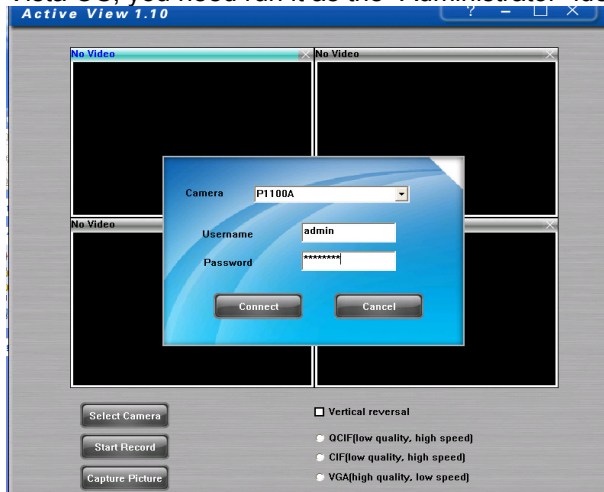 Vista OS, you need run it as the "Administrator"
Active View 1.10
No Video
No Video
Camera P1100A
No Video
Username admin
Password ********
Connect Cancel
Select Camera
Vertical reversal
Start Record
QCIF(low quality, high speed)
CIF(low quality, high speed)
Capture Picture
VGA(high quality, low speed)